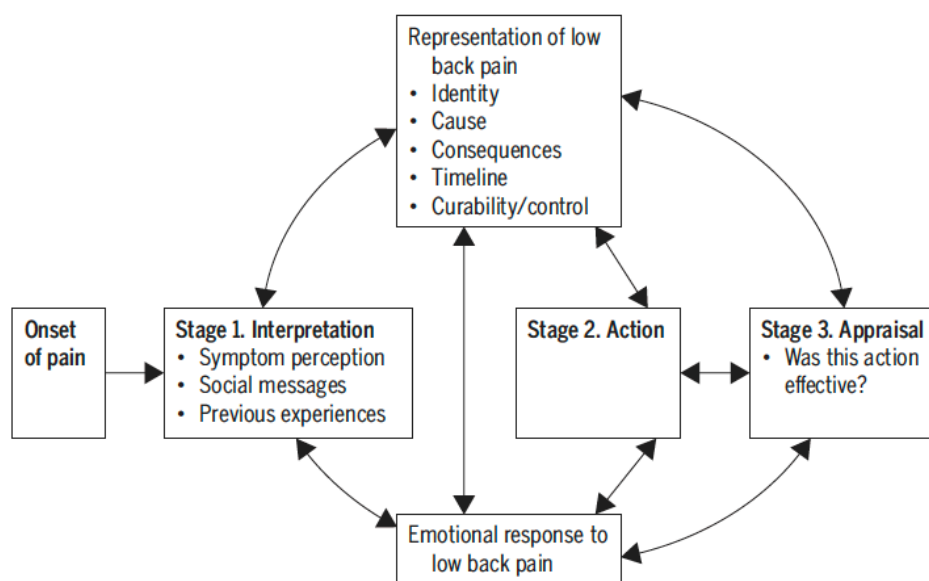 Representation of low
back pain
• Identity
• Cause
• Consequences
• Timeline
• Curability/control
Onset
of pain
Stage 1. Interpretation
• Symptom perception
• Social messages
• Previous experiences
Stage 2. Action
Stage 3. Appraisal
• Was this action
effective?
Emotional response to
low back pain